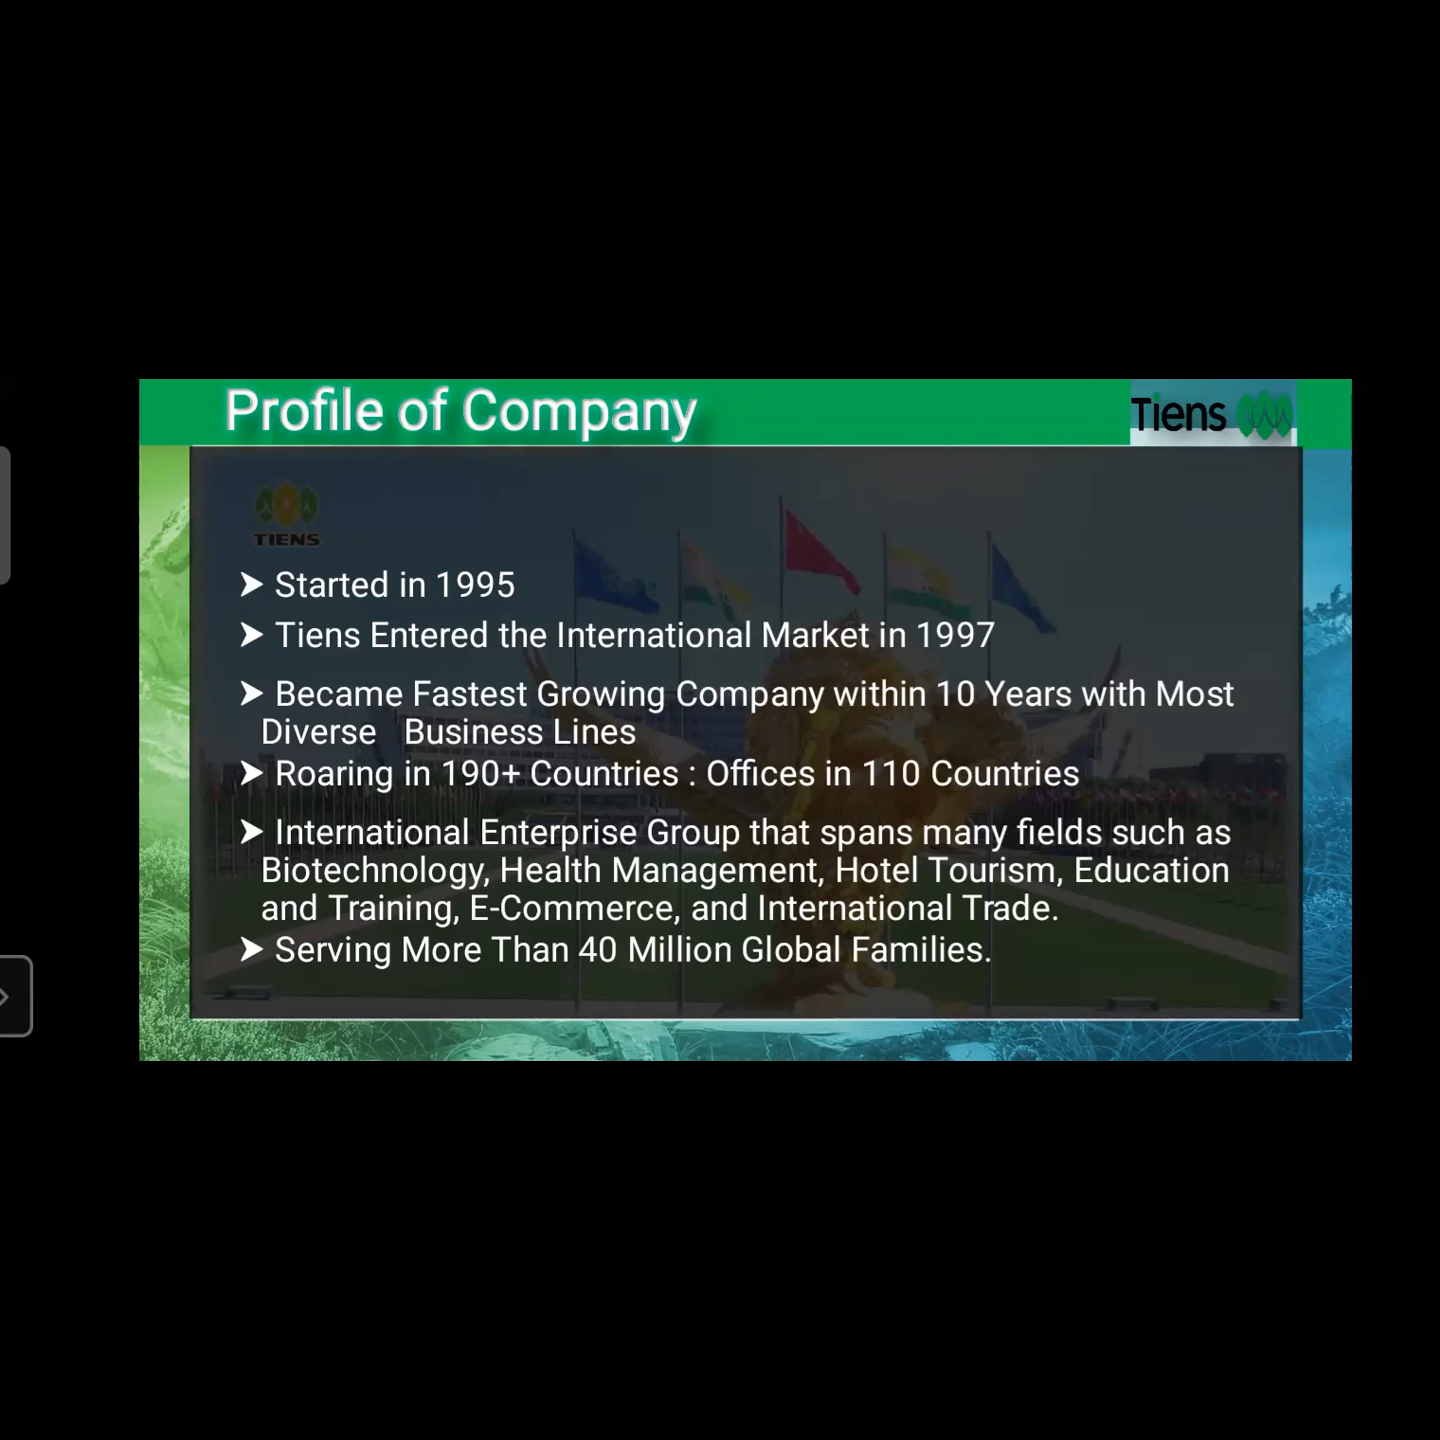 Profile of Company
Tiens
TIENS
➤ Started in 1995
➤ Tiens Entered the International Market in 1997
➤ Became Fastest Growing Company within 10 Years with Most
Diverse Business Lines
➤ Roaring in 190+ Countries : Offices in 110 Countries
➤ International Enterprise Group that spans many fields such as
Biotechnology, Health Management, Hotel Tourism, Education
and Training, E-Commerce, and International Trade.
➤ Serving More Than 40 Million Global Families.